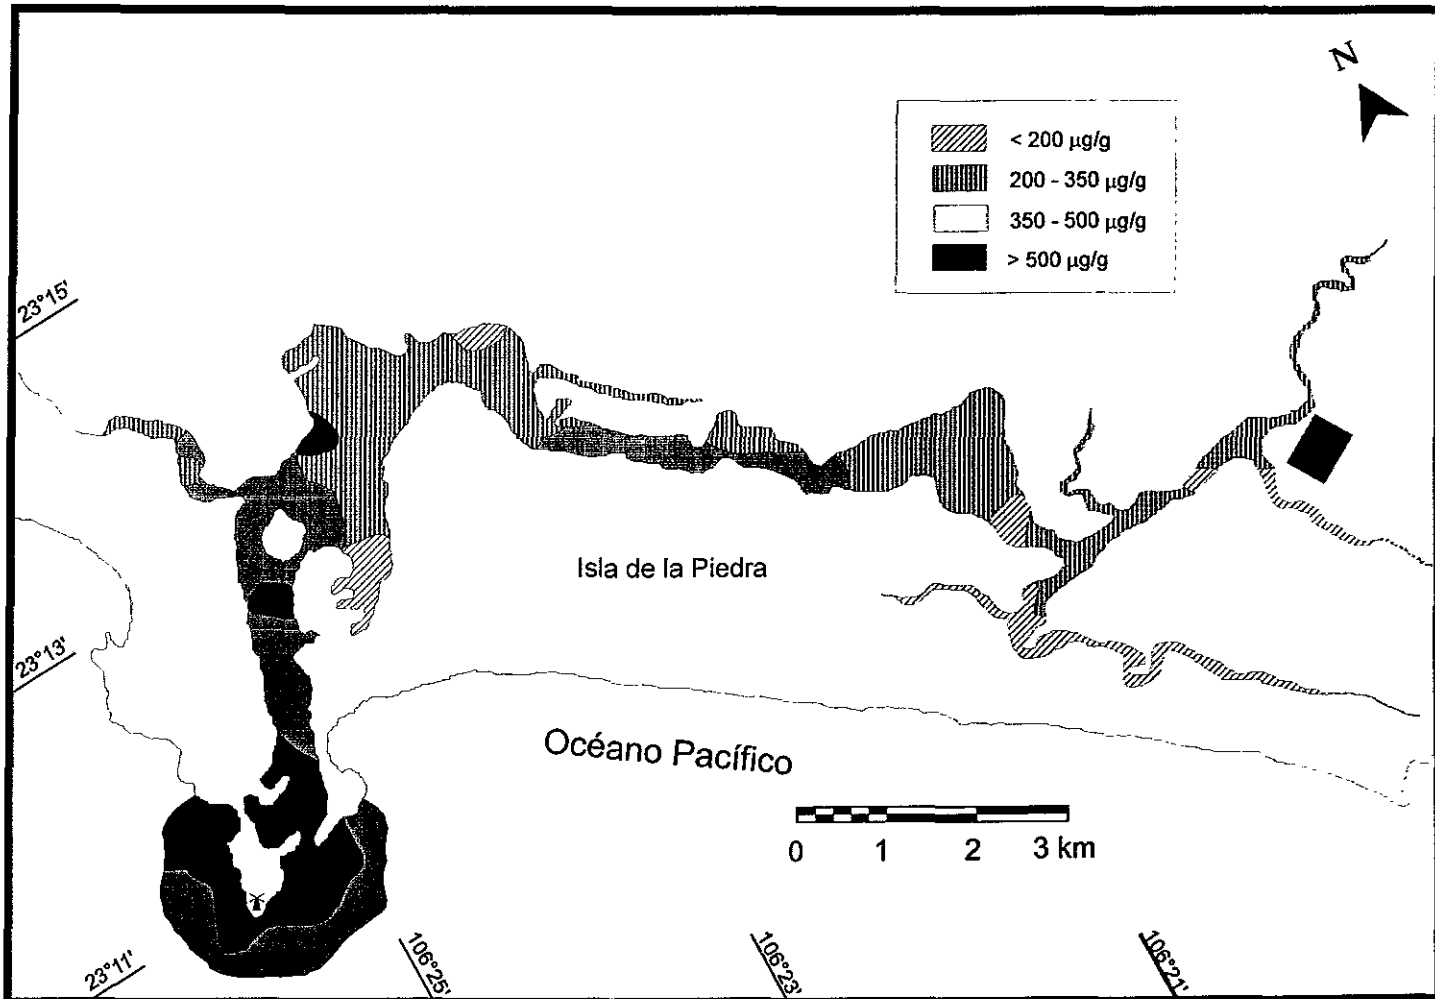 N
< 200 µg/g
200 - 350 µg/g
350 - 500 µg/g
> 500 µg/g
23°15'
Isla de la Piedra
23°13'
Océano Pacífico
0 1 2 3 km
23°11'
106°25'
106°23'
106°21'